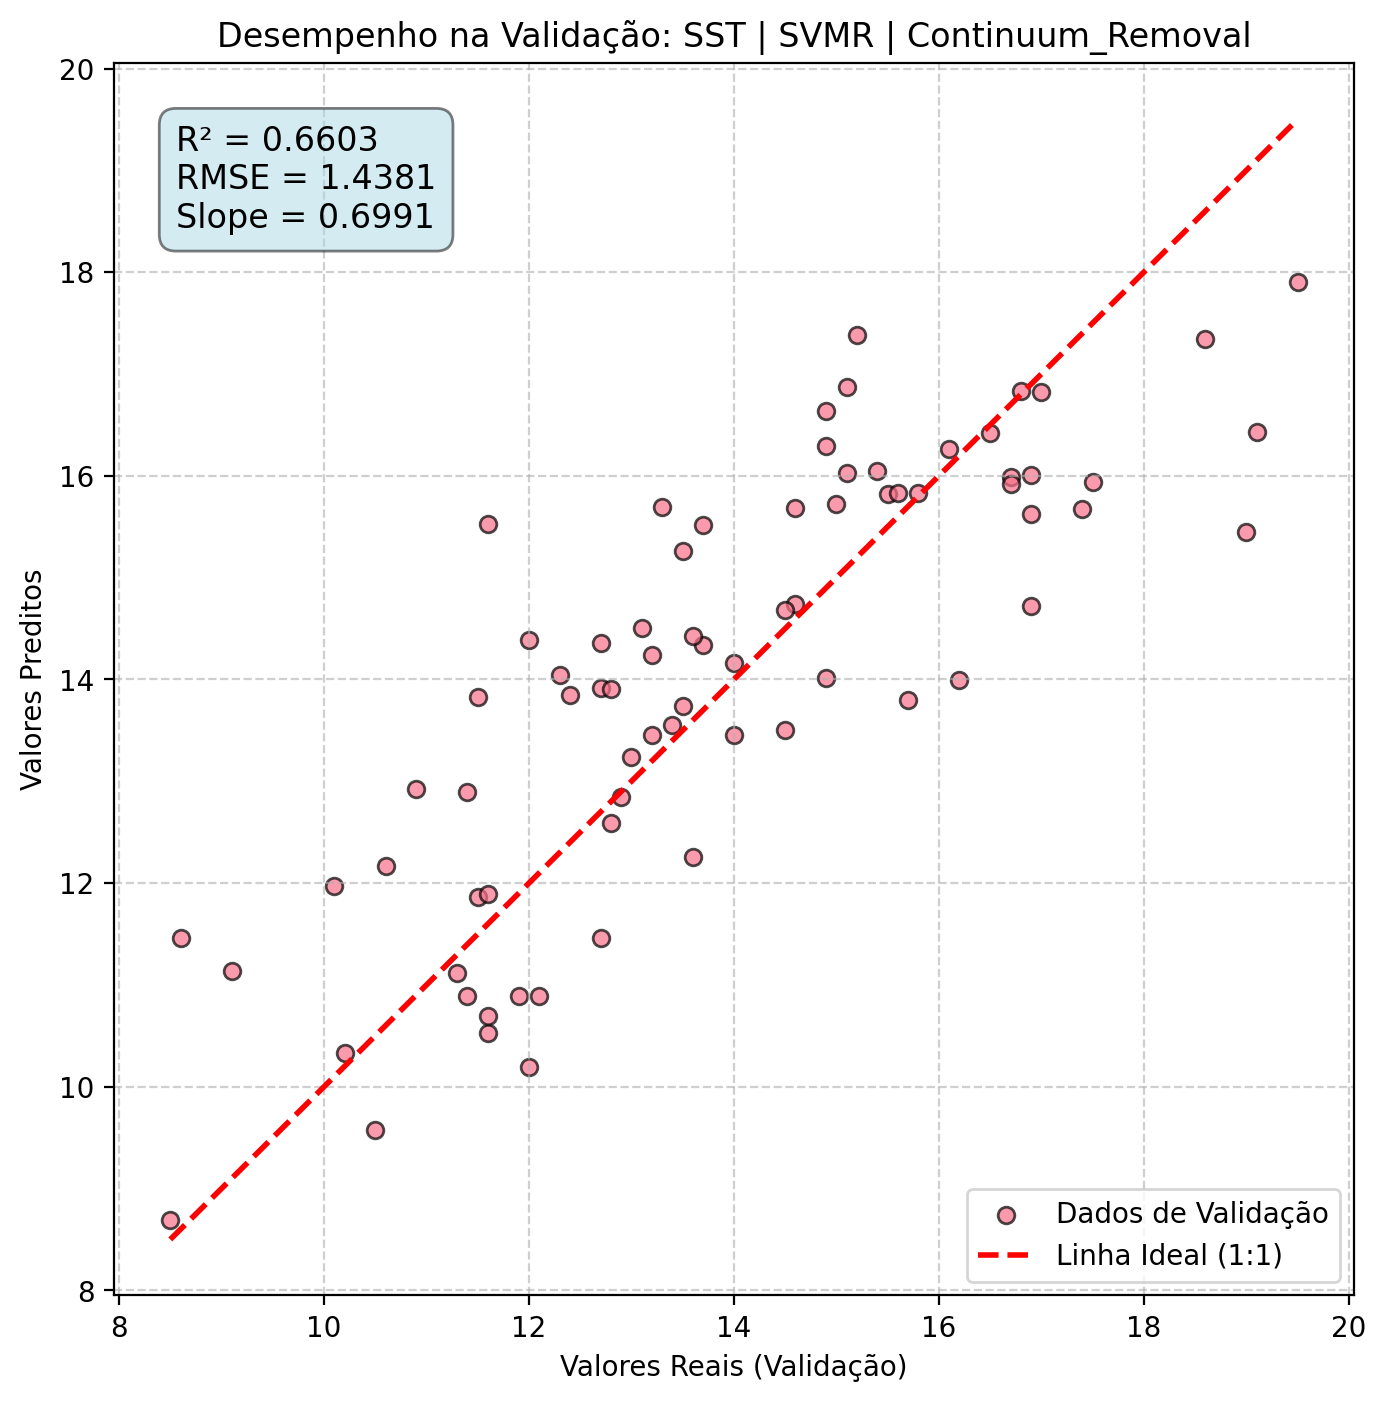 Desempenho na Validação: SST | SVMR | Continuum_Removal
20
R² = 0.6603
RMSE = 1.4381
Slope = 0.6991
18
16
Valores Preditos
14
12
10
Dados de Validação
Linha Ideal (1:1)
8
8 10 12 14 16 18 20
Valores Reais (Validação)